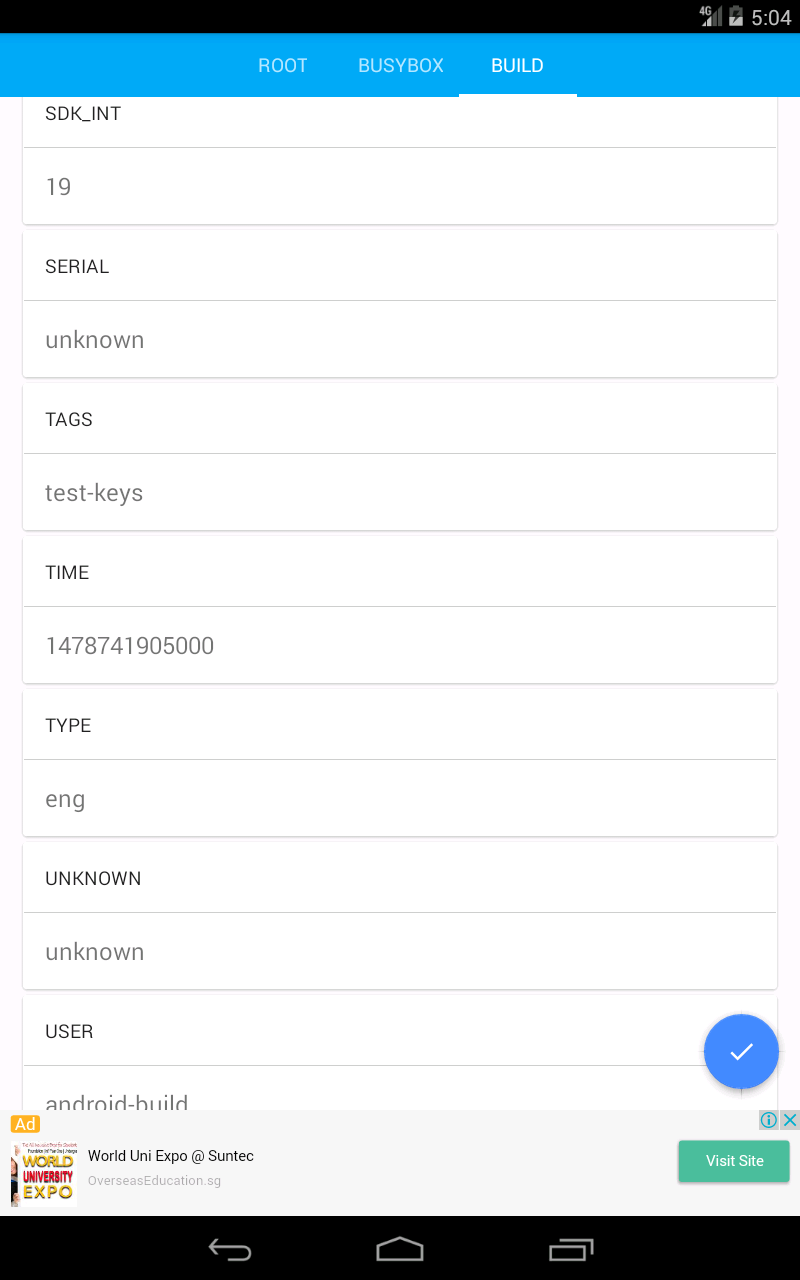 4G 5:04
ROOT BUSYBOX BUILD
SDK_INT
19
SERIAL
unknown
TAGS
test-keys
TIME
1478741905000
TYPE
eng
UNKNOWN
unknown
USER
android-build
Ad
WORLD
UNIVERSITY
EXPO
World Uni Expo @ Suntec
OverseasEducation.sg
Visit Site